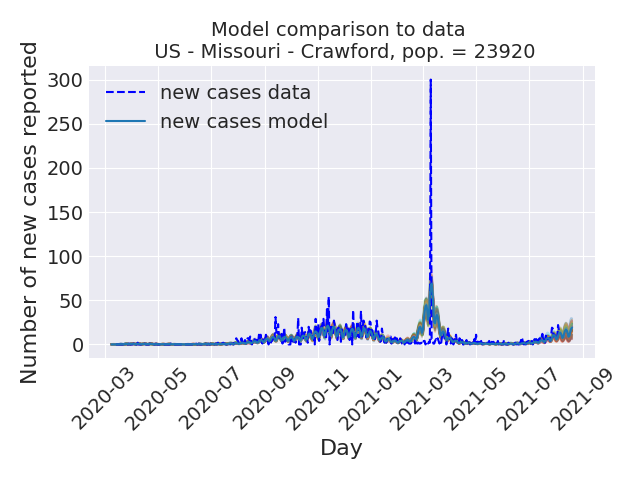 Model comparison to data
US - Missouri - Crawford, pop. = 23920
Number of new cases reported
300
250
200
150
100
50
0
new cases data
new cases model
2020-03
2020-05
2020-07
2020-09
2020-11
2021-01
2021-03
2021-05
2021-07
2021-09
Day